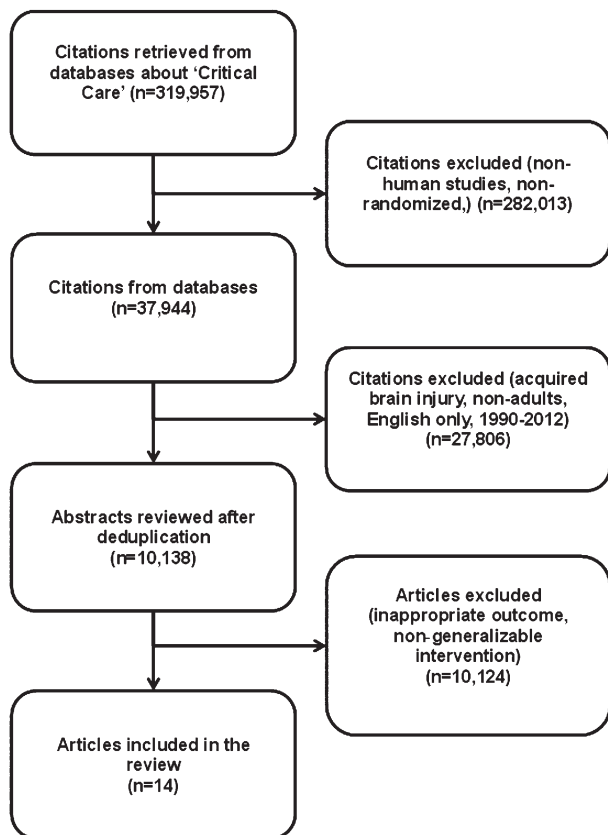 Citations retrieved from
databases about ‘Critical
Care’ (n=319,957)
Citations excluded (non-
human studies, non-
randomized,) (n=282,013)
Citations from databases
(n=37,944)
Citations excluded (acquired
brain injury, non-adults,
English only, 1990-2012)
(n=27,806)
Abstracts reviewed after
deduplication
(n=10,138)
Articles excluded
(inappropriate outcome,
non-generalizable
intervention)
(n=10,124)
Articles included in the
review
(n=14)